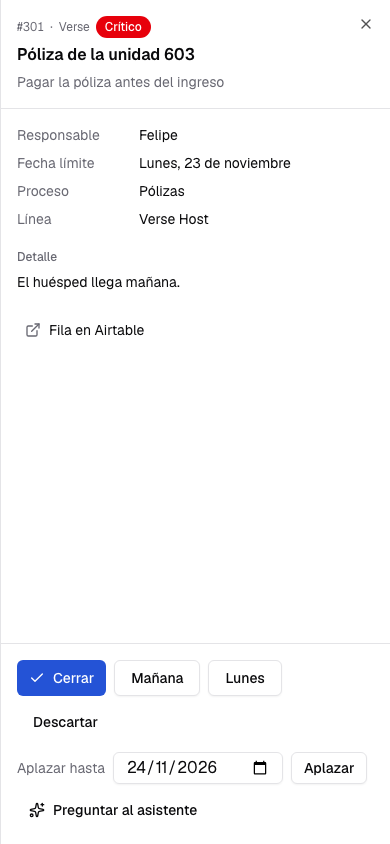 #301 · Verse Crítico
Póliza de la unidad 603
Pagar la póliza antes del ingreso
Responsable Felipe
Fecha límite Lunes, 23 de noviembre
Proceso Pólizas
Línea Verse Host
Detalle
El huésped llega mañana.
Fila en Airtable
Cerrar Mañana Lunes
Descartar
Aplazar hasta 24/11/2026 Aplazar
Preguntar al asistente